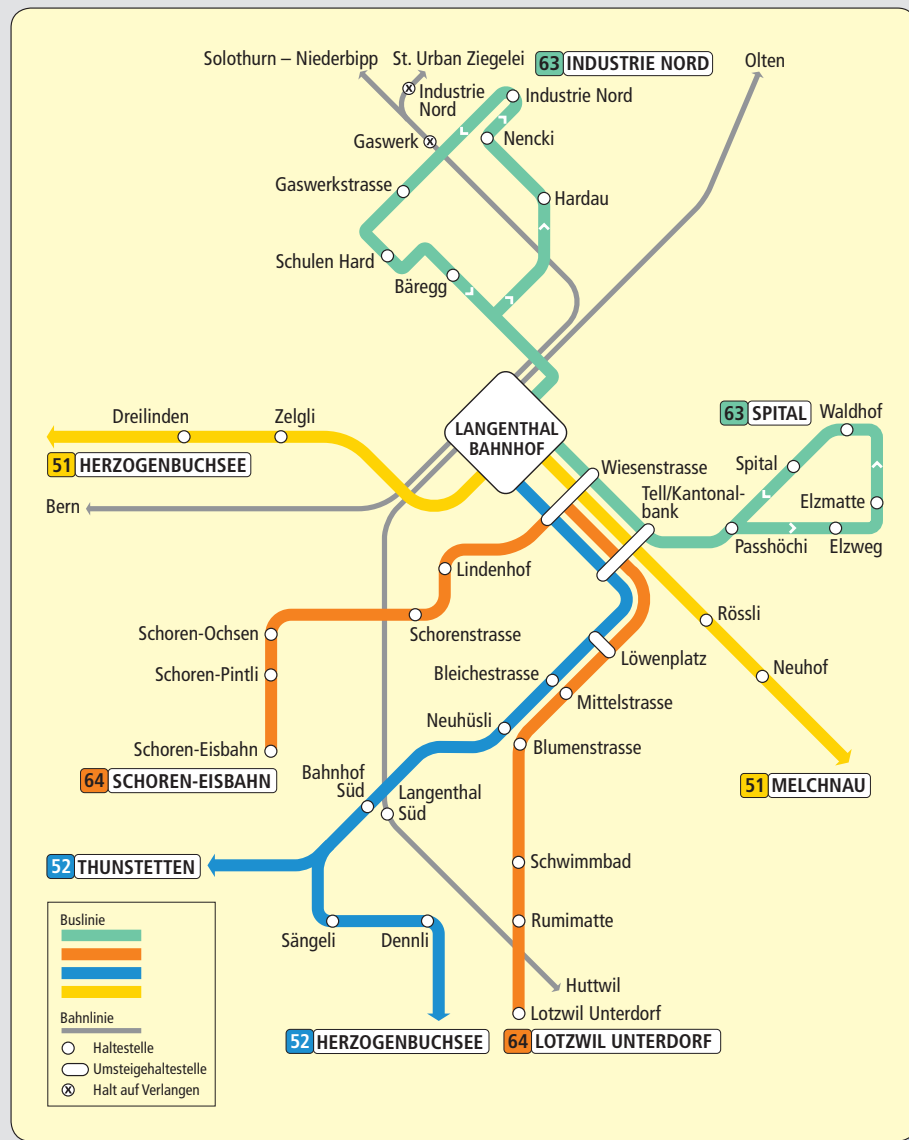 Solothurn – Niederbipp
St. Urban Ziegelei
63 INDUSTRIE NORD
Olten
Industrie
Nord
Industrie Nord
Gaswerk
Nencki
Gaswerkstrasse
Hardau
Schulen Hard
Bäregg
LANGENTHAL
BAHNHOF
Dreilinden
Zelgli
51 HERZOGENBUCHSEE
Bern
63 SPITAL
Waldhof
Wiesenstrasse
Spital
Tell/Kantonal-
bank
Elzmatte
Passhöchi
Elzweg
Lindenhof
Schorenstrasse
Schoren-Ochsen
Schoren-Pintli
Schoren-Eisbahn
64 SCHOREN-EISBAHN
Rössli
Löwenplatz
Neuhof
Bleichestrasse
Mittelstrasse
Neuhüsli
Blumenstrasse
51 MELCHNAU
Bahnhof
Süd
Langenthal
Süd
52 THUNSTETTEN
Schwimmbad
Rumimatte
Sängeli
Dennli
Huttwil
Lotzwil Unterdorf
52 HERZOGENBUCHSEE
64 LOTZWIL UNTERDORF
Buslinie
Bahnlinie
Haltestelle
Umsteigehaltestelle
Halt auf Verlangen